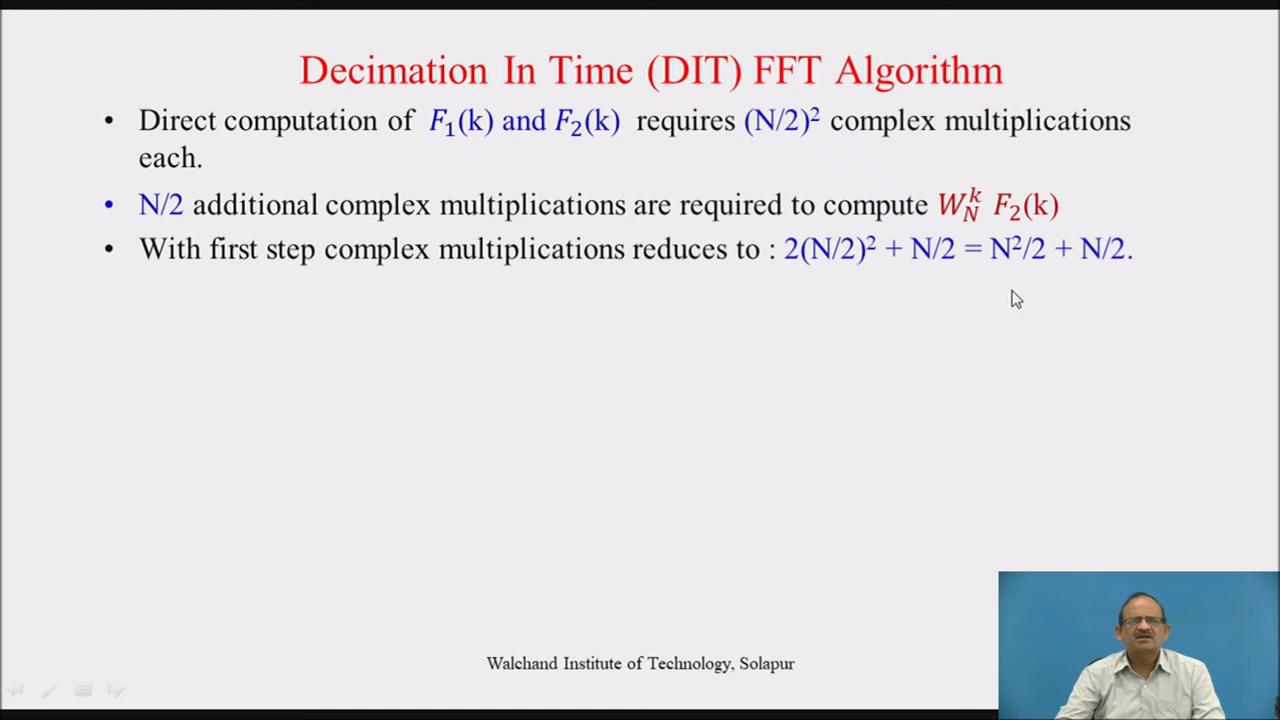 Decimation In Time (DIT) FFT Algorithm
• Direct computation of F₁(k) and F₂(k) requires (N/2)² complex multiplications
each.
• N/2 additional complex multiplications are required to compute W_N^k F₂(k)
• With first step complex multiplications reduces to : 2(N/2)² + N/2 = N²/2 + N/2.
Walchand Institute of Technology, Solapur